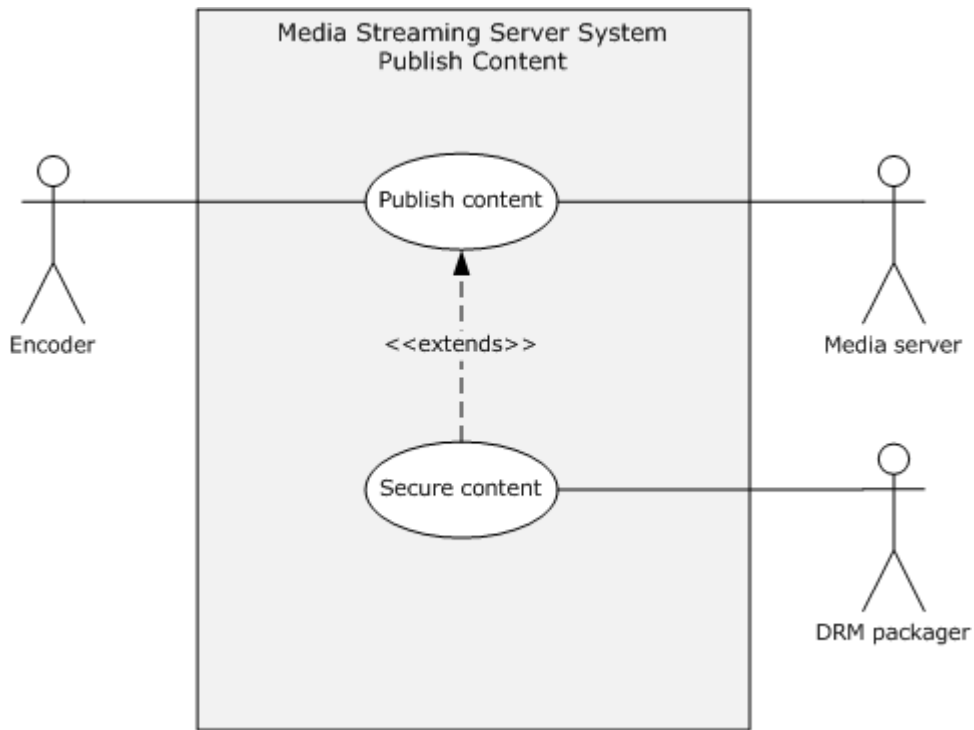 Media Streaming Server System
Publish Content
Publish content
Encoder
Media server
<<extends>>
Secure content
DRM packager